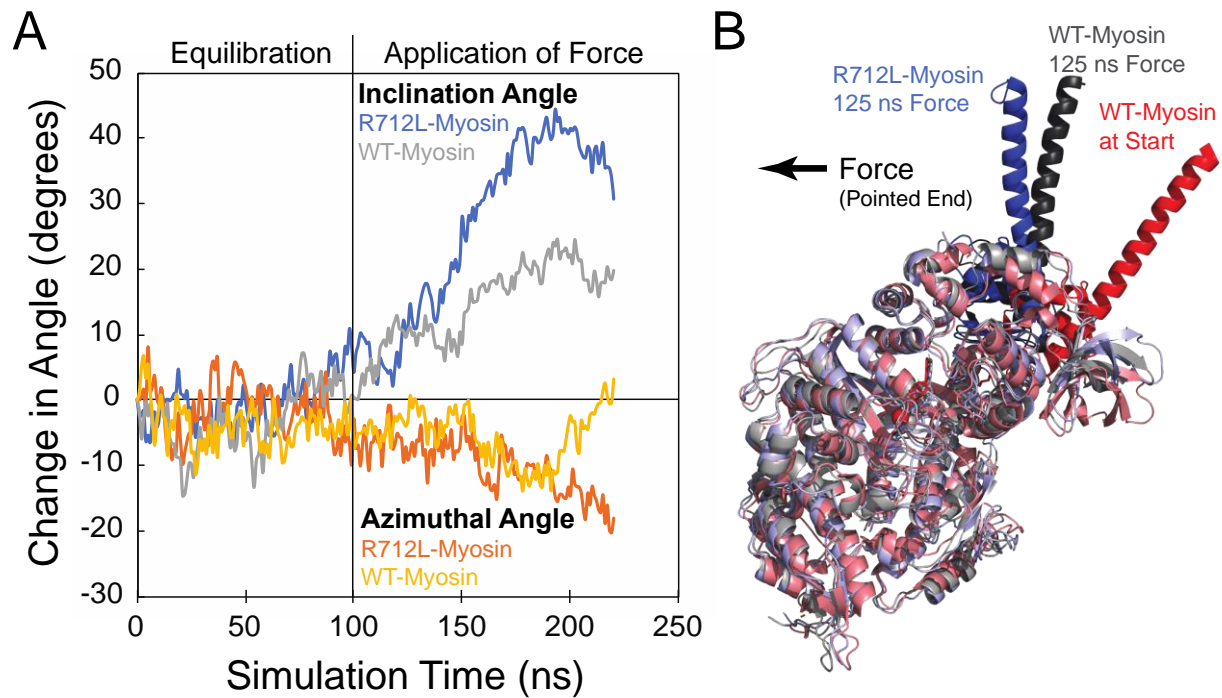 A
Equilibration
Application of Force
Change in Angle (degrees)
50
40
30
20
10
0
-10
-20
-30
Inclination Angle
R712L-Myosin
WT-Myosin
Azimuthal Angle
R712L-Myosin
WT-Myosin
0
50
100
150
200
250
Simulation Time (ns)
B
R712L-Myosin
125 ns Force
WT-Myosin
125 ns Force
WT-Myosin
at Start
Force
(Pointed End)